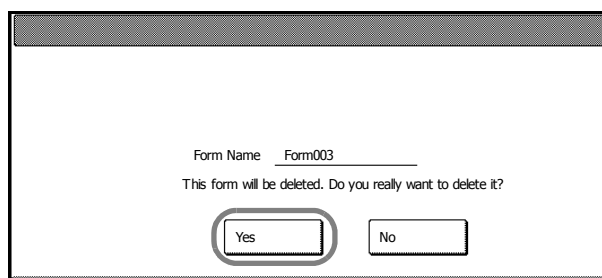 Form Name Form003
This form will be deleted. Do you really want to delete it?
Yes No